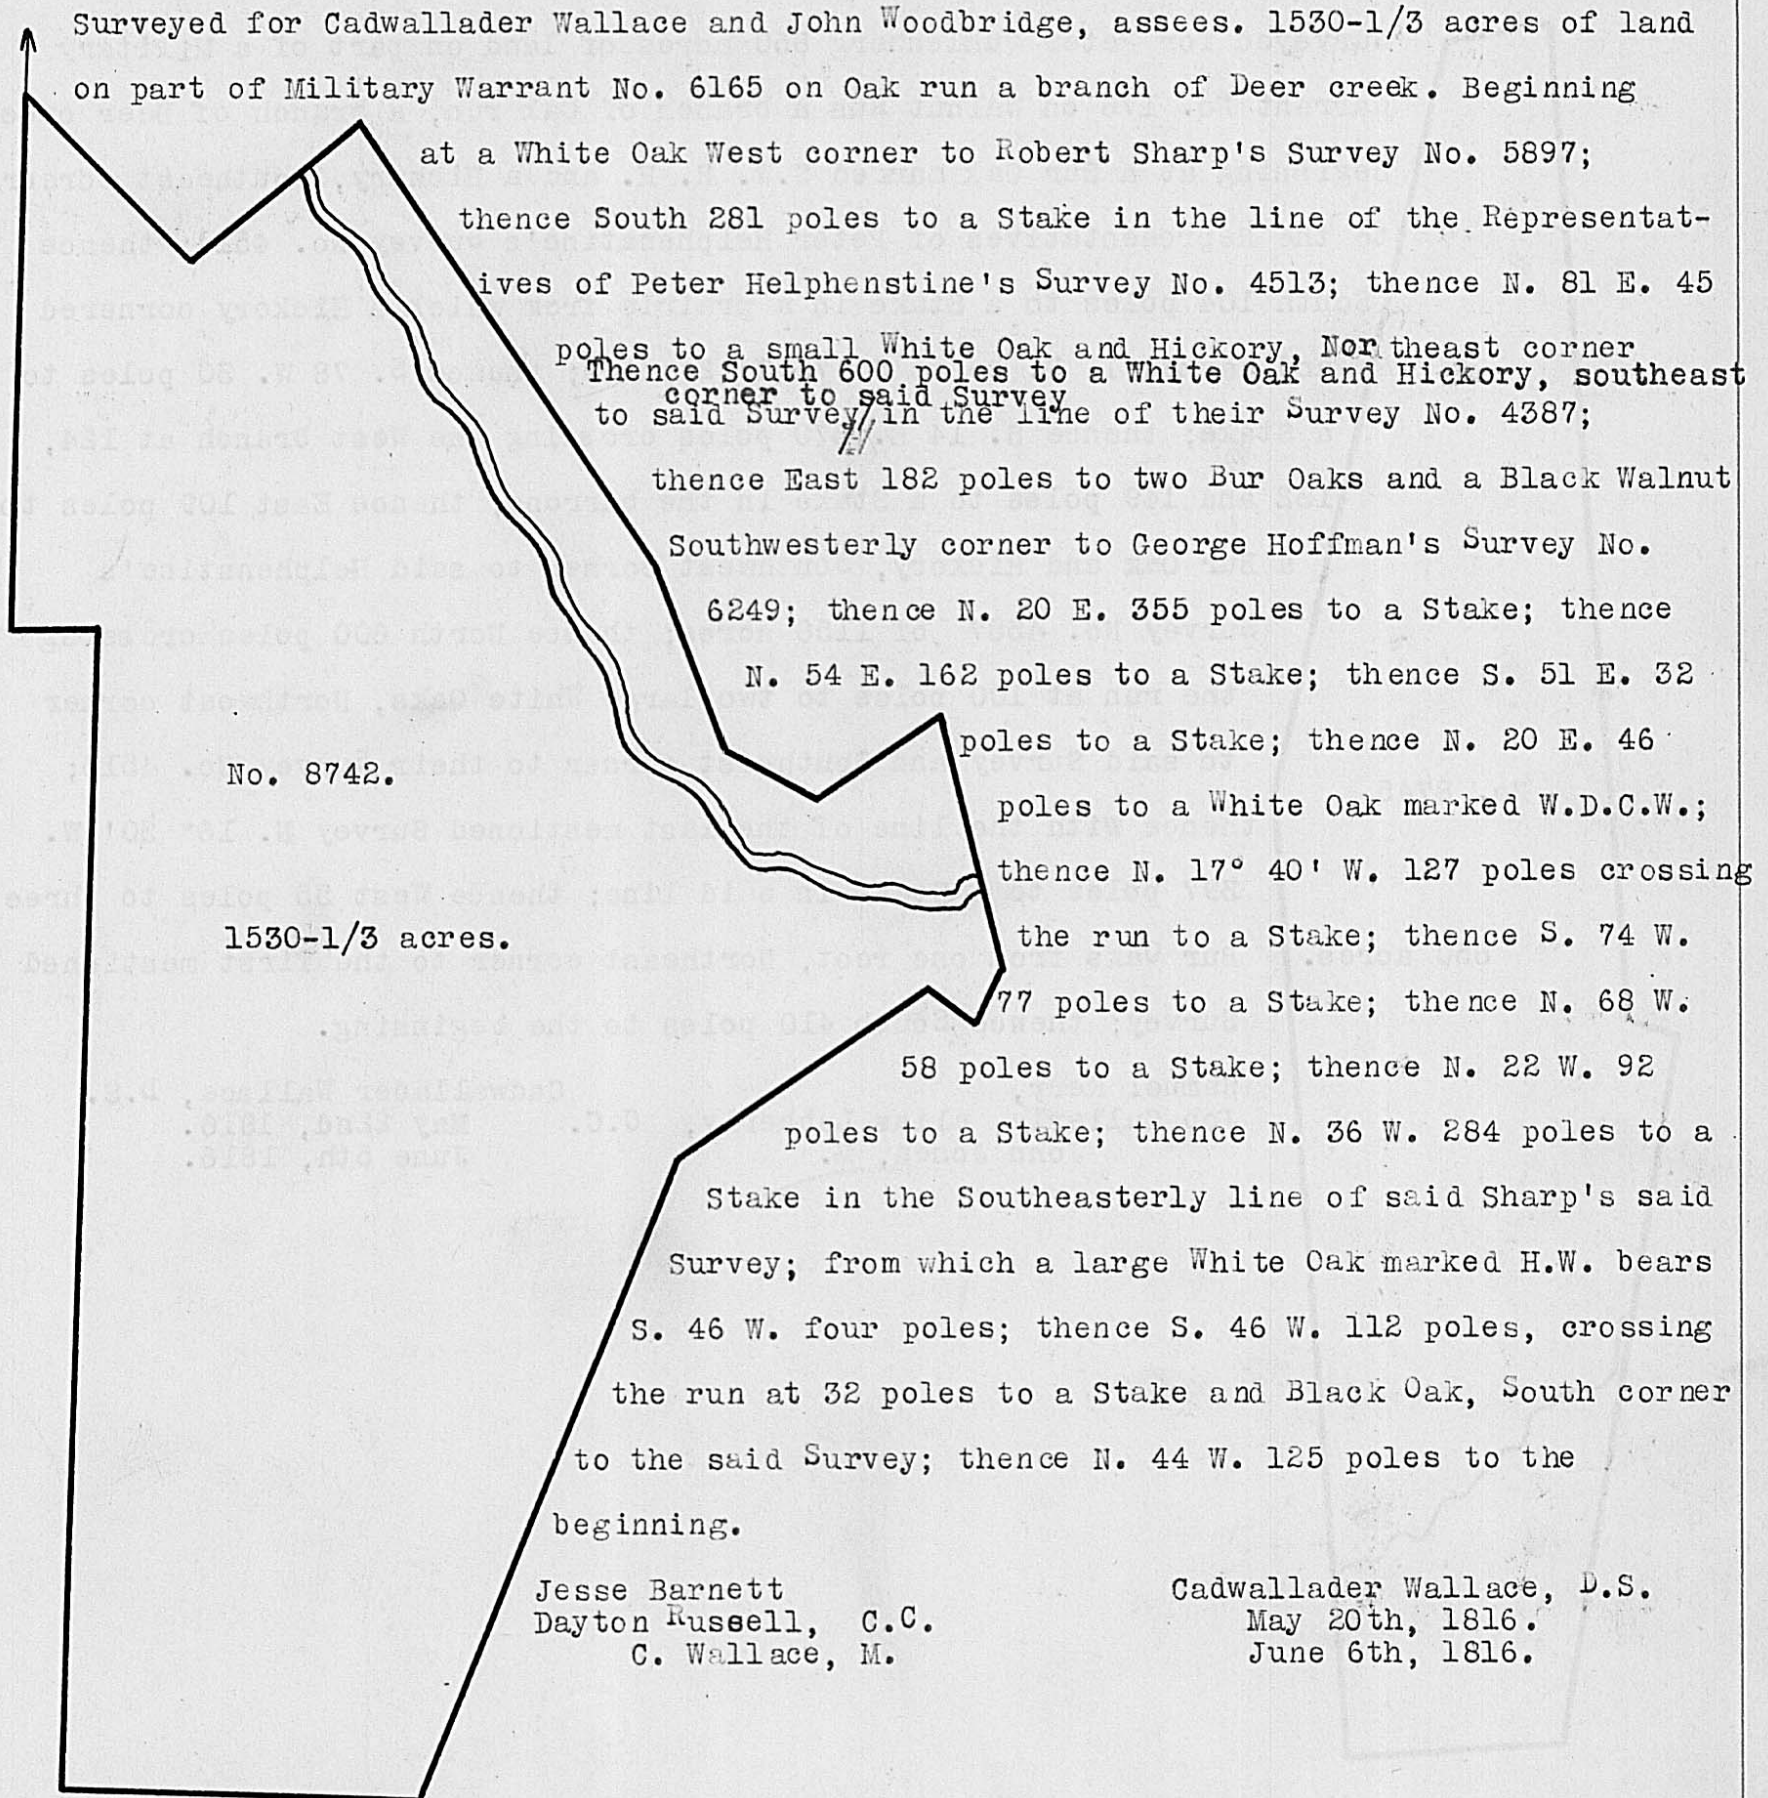 Surveyed for Cadwallader Wallace and John Woodbridge, assees. 1530-1/3 acres of land
on part of Military Warrant No. 6165 on Oak run a branch of Deer creek. Beginning
at a White Oak West corner to Robert Sharp's Survey No. 5897;
thence South 281 poles to a Stake in the line of the Representat-
ives of Peter Helphenstine's Survey No. 4513; thence N. 81 E. 45
poles to a small White Oak and Hickory, Northeast corner
Thence South 600 poles to a White Oak and Hickory, southeast
corner to said Survey
to said Survey // in the line of their Survey No. 4387;
thence East 182 poles to two Bur Oaks and a Black Walnut
Southwesterly corner to George Hoffman's Survey No.
6249; thence N. 20 E. 355 poles to a Stake; thence
N. 54 E. 162 poles to a Stake; thence S. 51 E. 32
poles to a Stake; thence N. 20 E. 46
No. 8742.
poles to a White Oak marked W.D.C.W.;
thence N. 17° 40' W. 127 poles crossing
1530-1/3 acres.
the run to a Stake; thence S. 74 W.
77 poles to a Stake; thence N. 68 W.
58 poles to a Stake; thence N. 22 W. 92
poles to a Stake; thence N. 36 W. 284 poles to a
Stake in the Southeasterly line of said Sharp's said
Survey; from which a large White Oak marked H.W. bears
S. 46 W. four poles; thence S. 46 W. 112 poles, crossing
the run at 32 poles to a Stake and Black Oak, South corner
to the said Survey; thence N. 44 W. 125 poles to the
beginning.
Jesse Barnett
Dayton Russell, C.C.
C. Wallace, M.
Cadwallader Wallace, D.S.
May 20th, 1816.
June 6th, 1816.